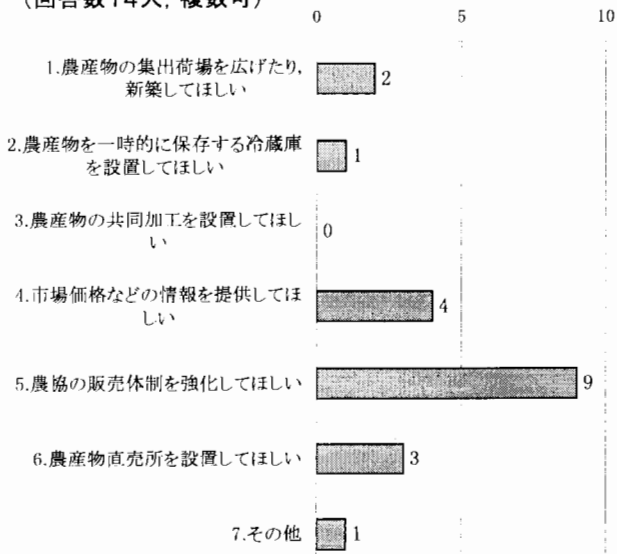 (回答数14人, 複数可)
0 5 10
1.農産物の集出荷場を広げたり,
新築してほしい
2
2.農産物を一時的に保存する冷蔵庫
を設置してほしい
1
3.農産物の共同加工を設置してほし
い
0
4.市場価格などの情報を提供してほ
しい
4
5.農協の販売体制を強化してほしい
9
6.農産物直売所を設置してほしい
3
7.その他
1